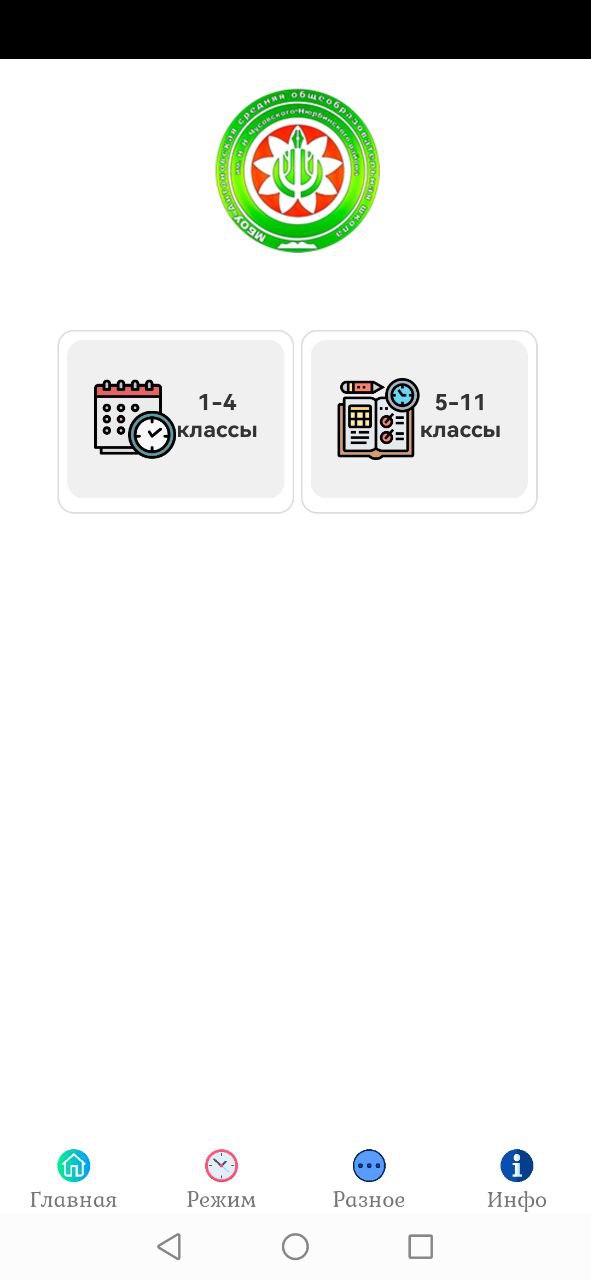 МБОУ «Антоновская средняя общеобразовательная школа
им. Н.Н. Чусовского» Нюрбинского района
1-4
классы
5-11
классы
Главная
Режим
Разное
Инфо